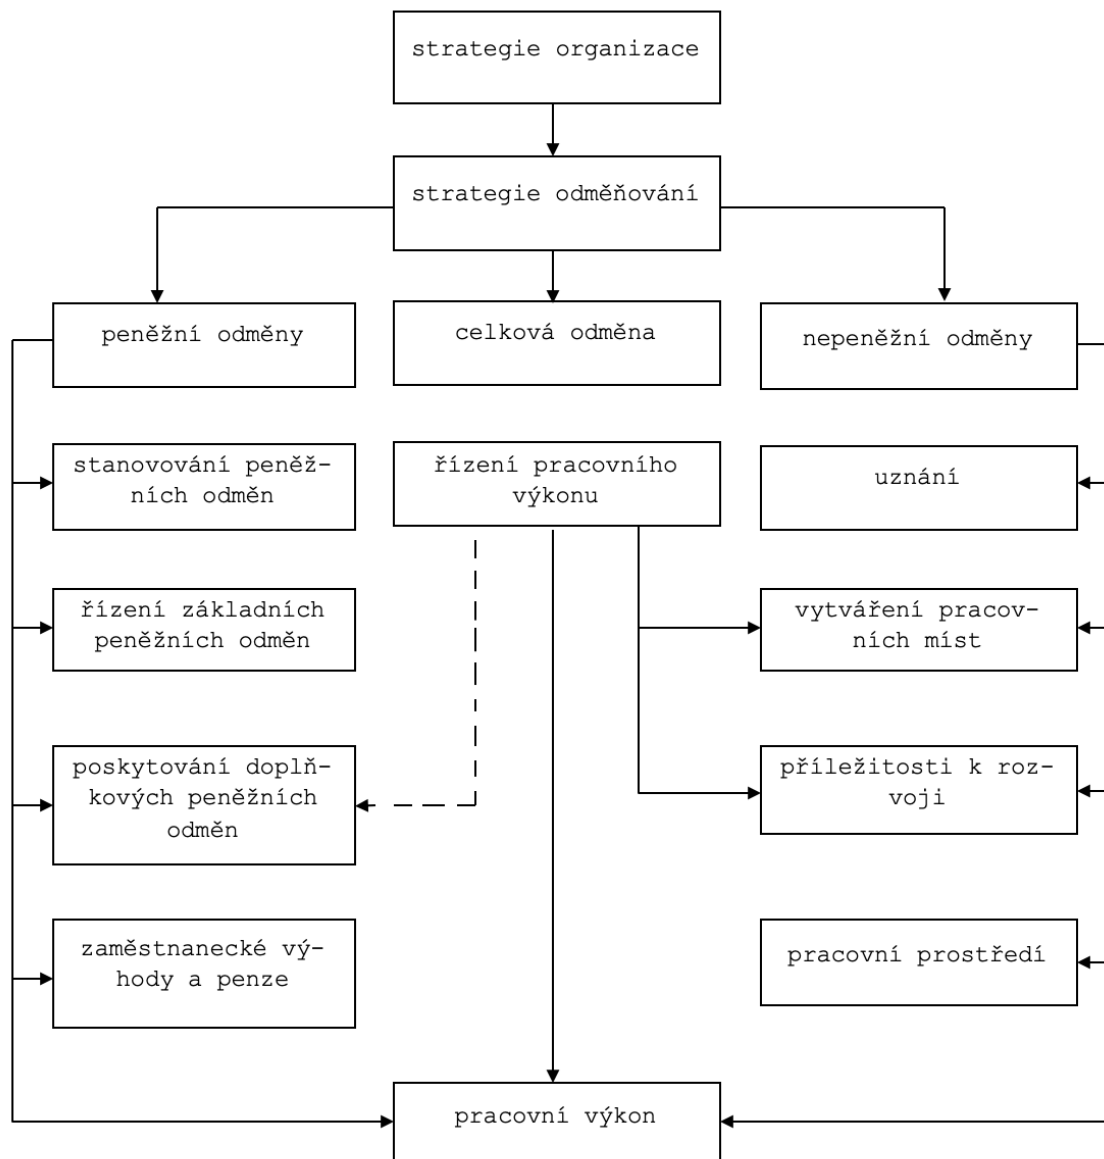 strategie organizace
strategie odměňování
peněžní odměny
celková odměna
nepeněžní odměny
stanovování peněž-
ních odměn
řízení pracovního
výkonu
uznání
řízení základních
peněžních odměn
vytváření pracov-
ních míst
poskytování doplň-
kových peněžních
odměn
příležitosti k roz-
voji
zaměstnanecké vý-
hody a penze
pracovní prostředí
pracovní výkon